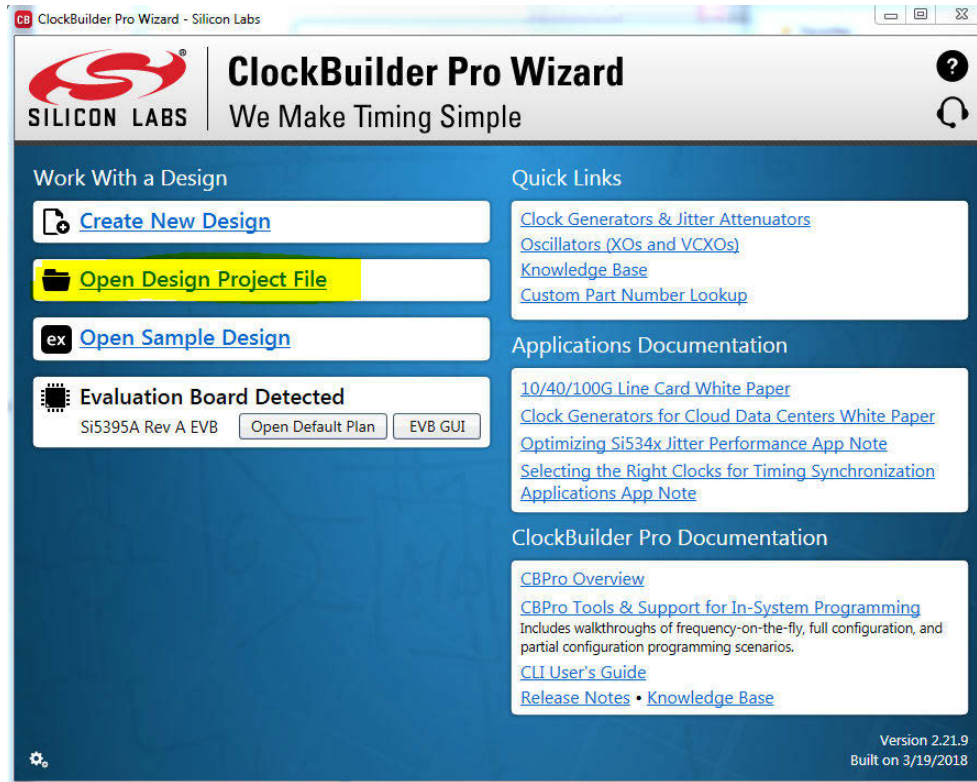 CB ClockBuilder Pro Wizard - Silicon Labs
SILICON LABS
®
ClockBuilder Pro Wizard
We Make Timing Simple
?
Work With a Design
Create New Design
Open Design Project File
ex Open Sample Design
Evaluation Board Detected
Si5395A Rev A EVB Open Default Plan EVB GUI
Quick Links
Clock Generators & Jitter Attenuators
Oscillators (XOs and VCXOs)
Knowledge Base
Custom Part Number Lookup
Applications Documentation
10/40/100G Line Card White Paper
Clock Generators for Cloud Data Centers White Paper
Optimizing Si534x Jitter Performance App Note
Selecting the Right Clocks for Timing Synchronization
Applications App Note
ClockBuilder Pro Documentation
CBPro Overview
CBPro Tools & Support for In-System Programming
Includes walkthroughs of frequency-on-the-fly, full configuration, and
partial configuration programming scenarios.
CLI User's Guide
Release Notes • Knowledge Base
Version 2.21.9
Built on 3/19/2018